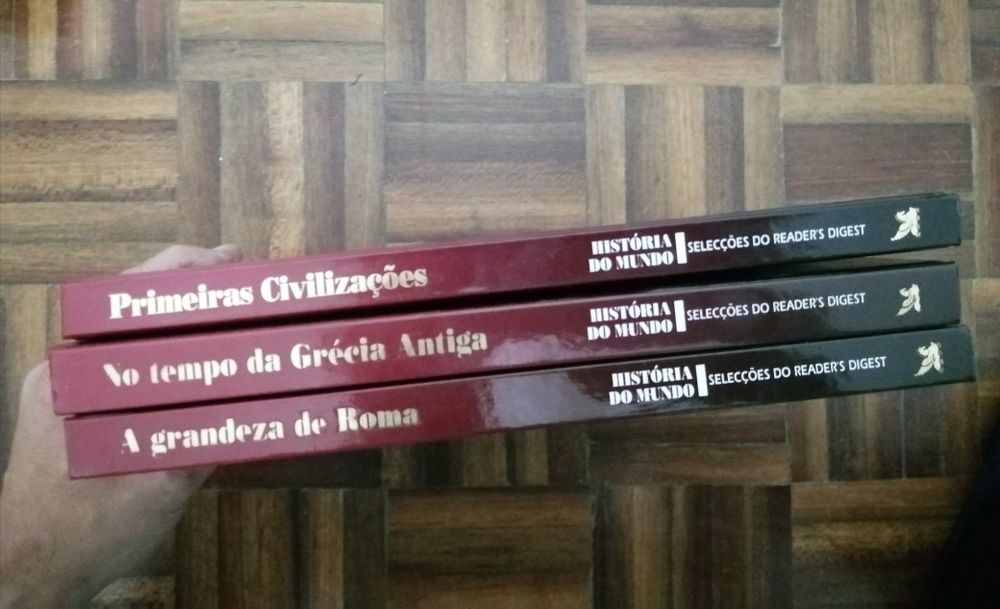 Primeiras Civilizações
HISTÓRIA
DO MUNDO
SELECÇÕES DO READER'S DIGEST
No tempo da Grécia Antiga
HISTÓRIA
DO MUNDO
SELECÇÕES DO READER'S DIGEST
A grandeza de Roma
HISTÓRIA
DO MUNDO
SELECÇÕES DO READER'S DIGEST